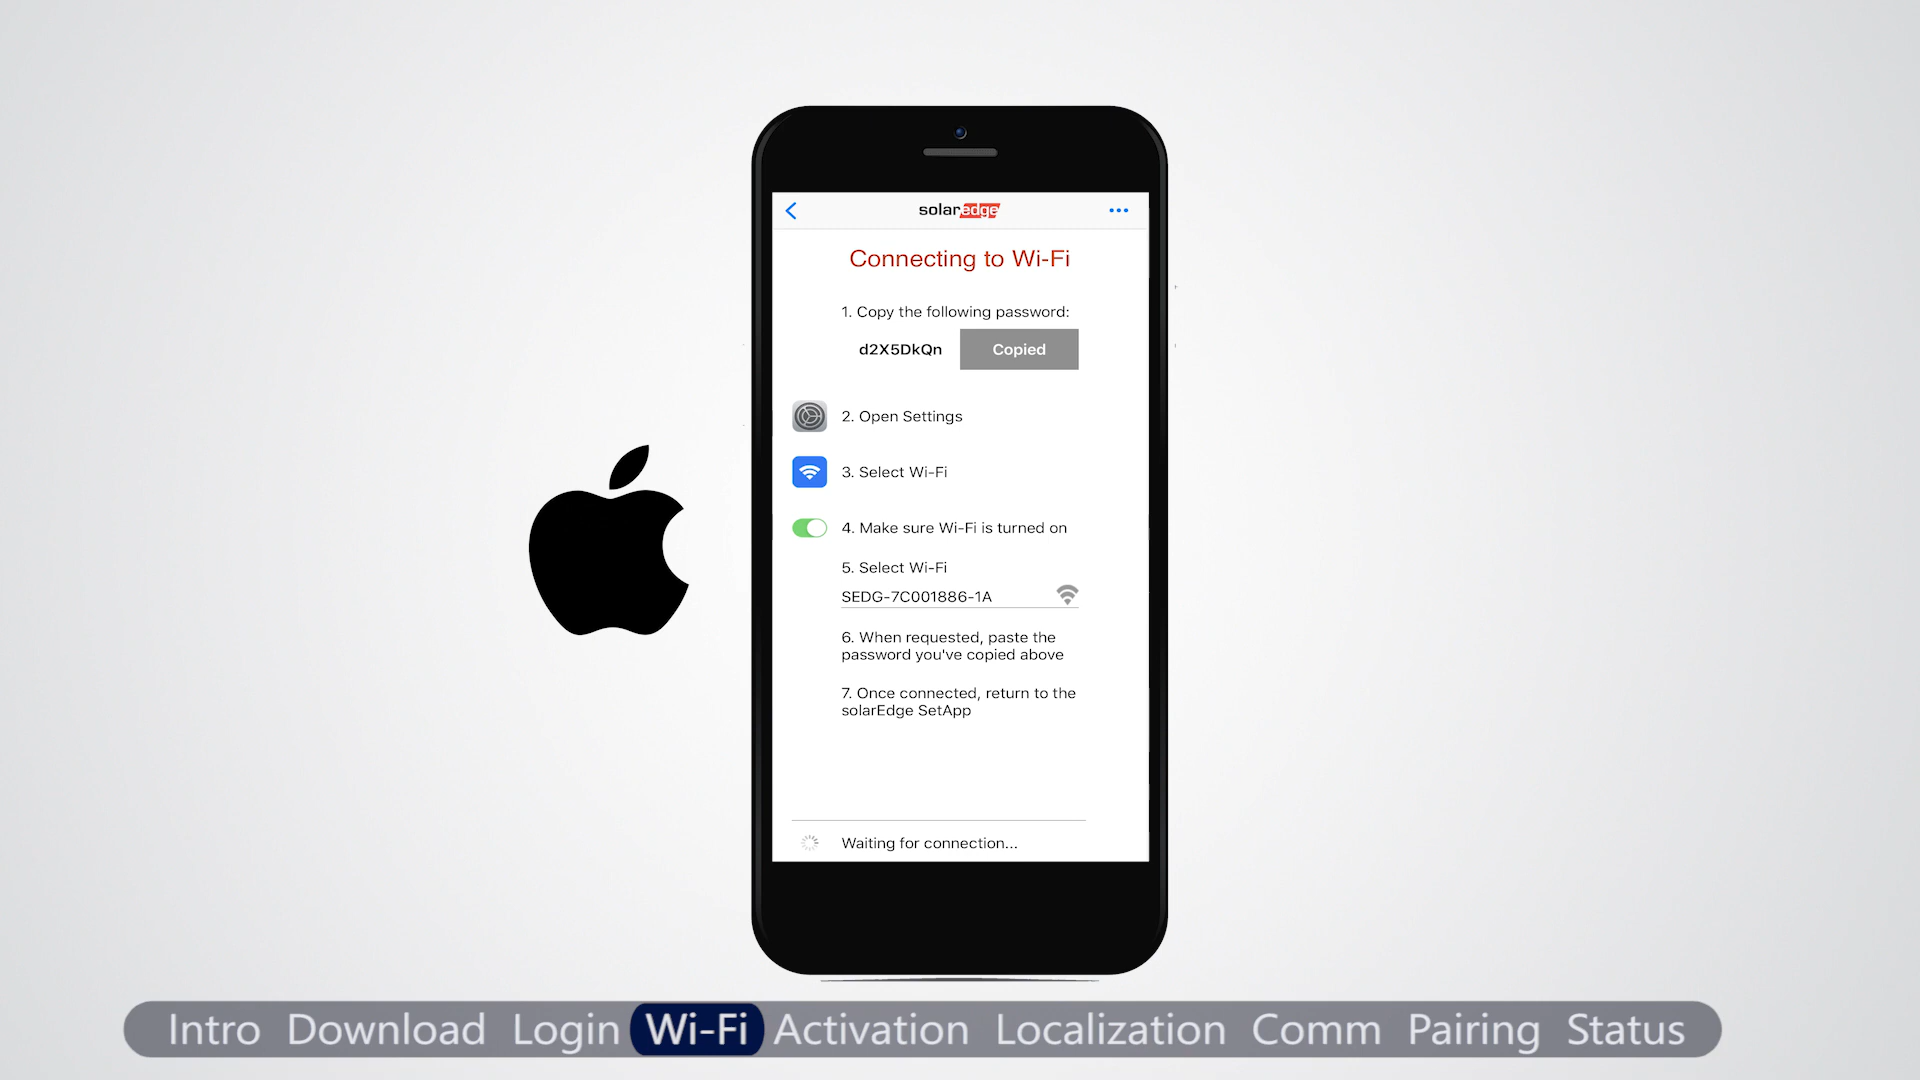 solaredge
Connecting to Wi-Fi
1. Copy the following password:
d2X5DkQn Copied
2. Open Settings
3. Select Wi-Fi
4. Make sure Wi-Fi is turned on
5. Select Wi-Fi
SEDG-7C001886-1A
6. When requested, paste the
password you've copied above
7. Once connected, return to the
solarEdge SetApp
Waiting for connection...
Intro Download Login Wi-Fi Activation Localization Comm Pairing Status